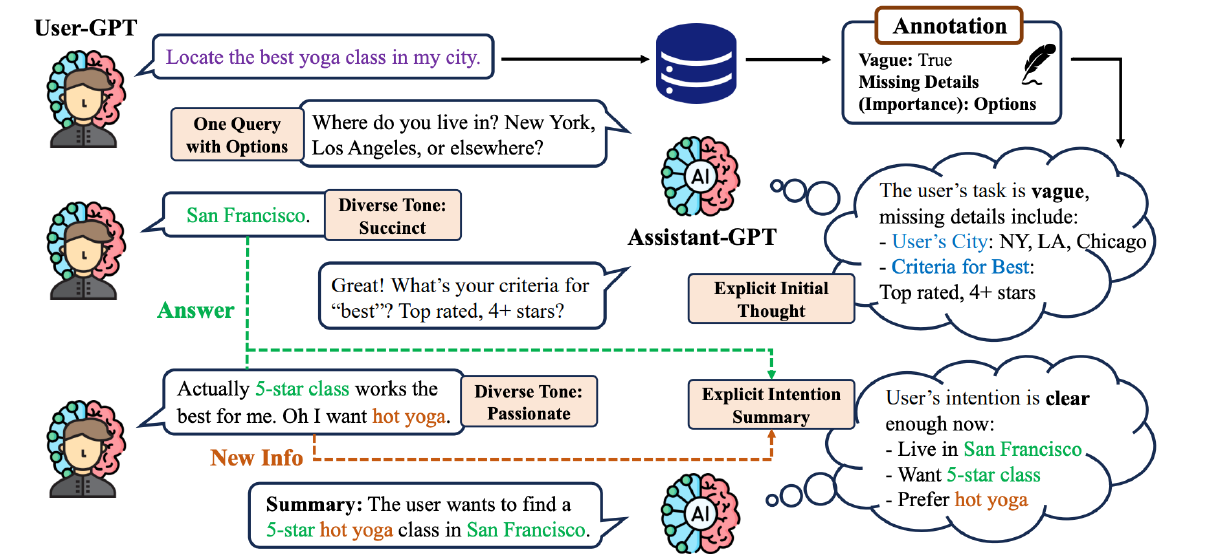 User-GPT
Locate the best yoga class in my city.
Annotation
Vague: True
Missing Details
(Importance): Options
One Query
with Options
Where do you live in? New York,
Los Angeles, or elsewhere?
AI
Assistant-GPT
The user's task is vague,
missing details include:
- User's City: NY, LA, Chicago
- Criteria for Best:
Top rated, 4+ stars
Explicit Initial
Thought
San Francisco.
Diverse Tone:
Succinct
Great! What's your criteria for
“best”? Top rated, 4+ stars?
Answer
Actually 5-star class works the
best for me. Oh I want hot yoga.
Diverse Tone:
Passionate
New Info
Explicit Intention
Summary
User's intention is clear
enough now:
- Live in San Francisco
- Want 5-star class
- Prefer hot yoga
Summary: The user wants to find a
5-star hot yoga class in San Francisco.
AI